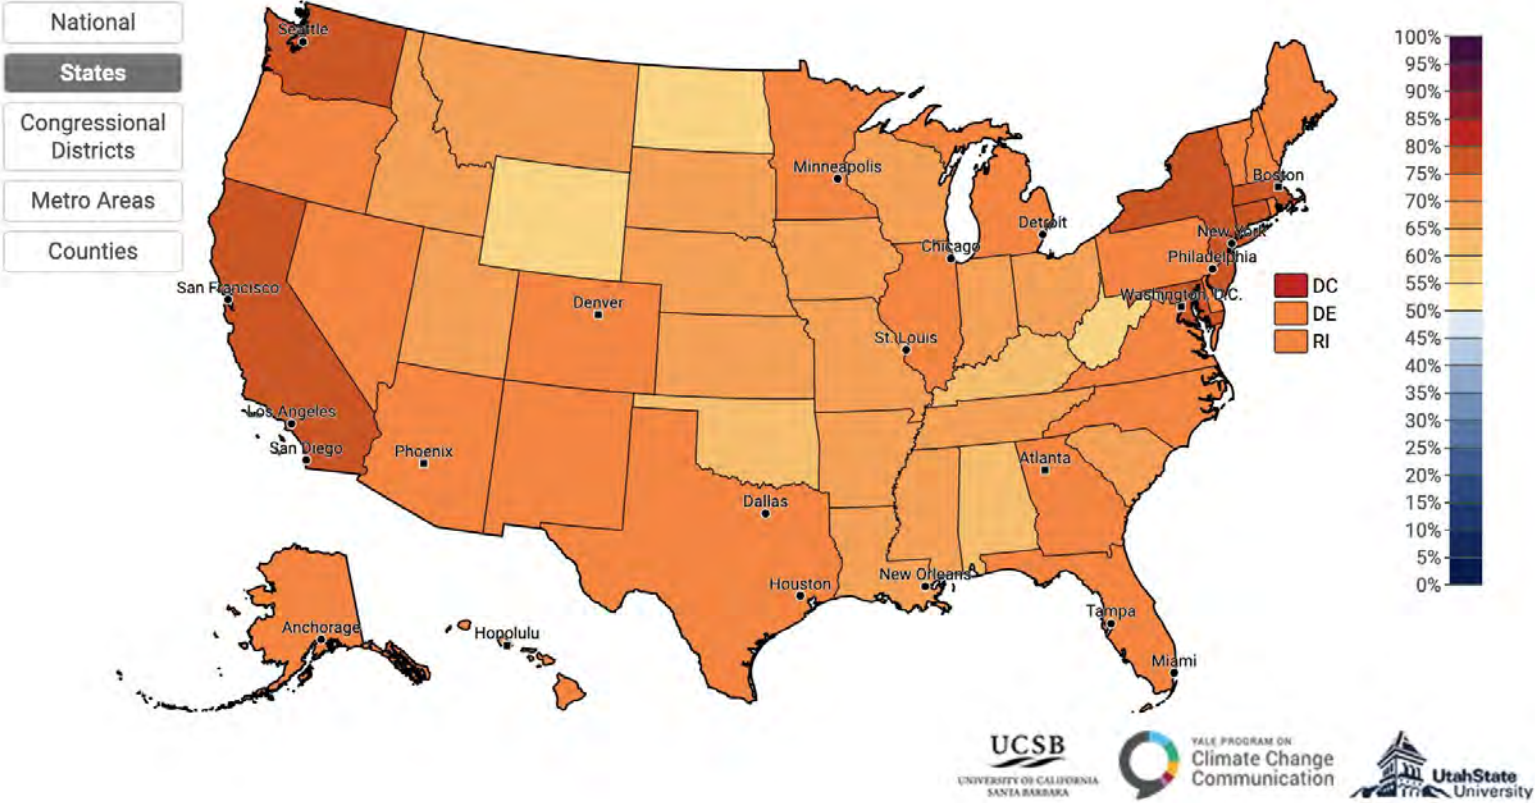 National
States
Congressional
Districts
Metro Areas
Counties
Seattle
Minneapolis
Boston
Detroit
Chicago
New York
Philadelphia
Washington, D.C.
San Francisco
Denver
St. Louis
Los Angeles
San Diego
Phoenix
Atlanta
Dallas
Houston
New Orleans
Tampa
Miami
Anchorage
Honolulu
DC
DE
RI
100%
95%
90%
85%
80%
75%
70%
65%
60%
55%
50%
45%
40%
35%
30%
25%
20%
15%
10%
5%
0%
UCSB
UNIVERSITY OF CALIFORNIA
SANTA BARBARA
YALE PROGRAM ON
Climate Change
Communication
UtahState
University